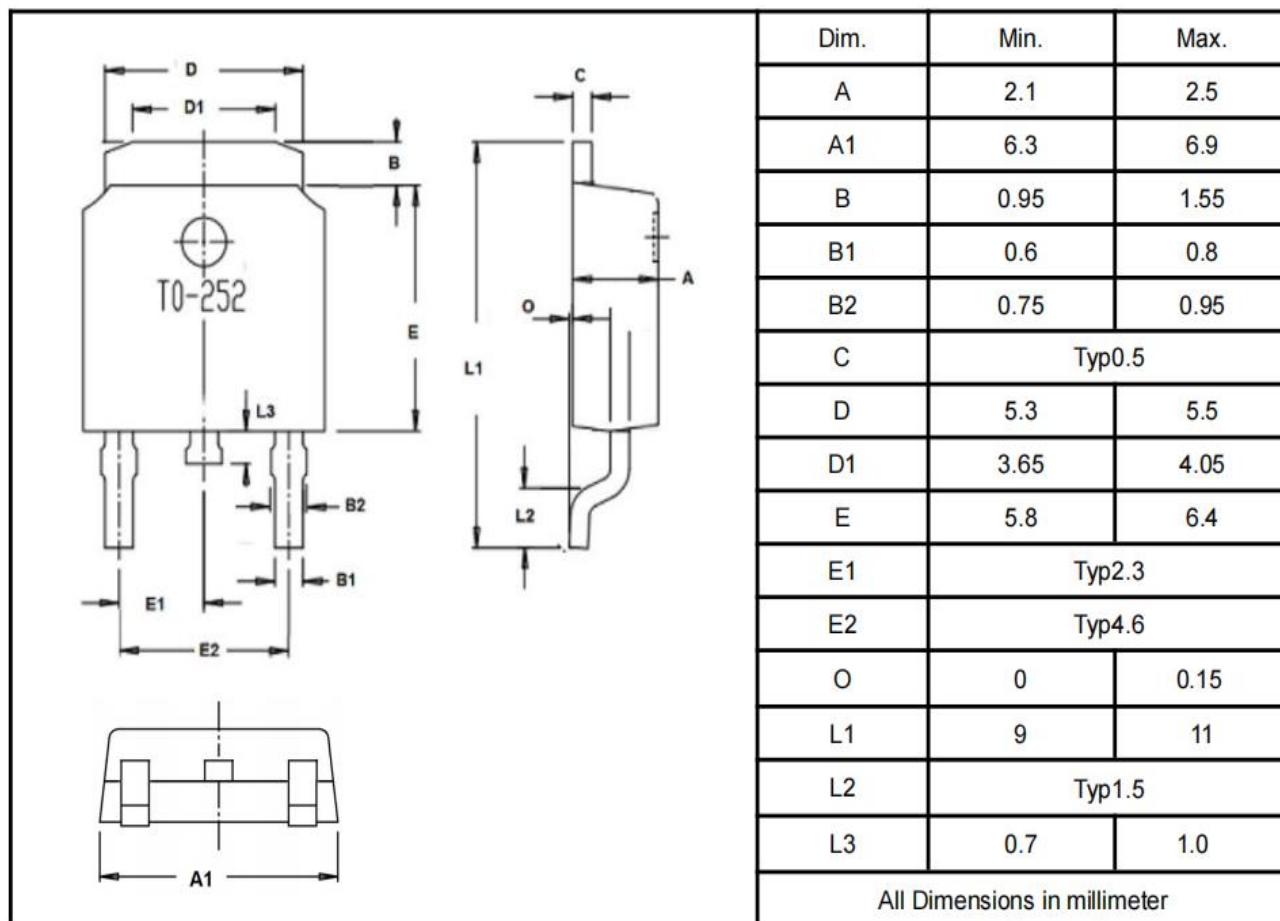 D
D1
B
TO-252
E
L3
B2
B1
E1
E2
C
A
O
L1
L2
A1
Dim. Min. Max.
A 2.1 2.5
A1 6.3 6.9
B 0.95 1.55
B1 0.6 0.8
B2 0.75 0.95
C Typ0.5
D 5.3 5.5
D1 3.65 4.05
E 5.8 6.4
E1 Typ2.3
E2 Typ4.6
O 0 0.15
L1 9 11
L2 Typ1.5
L3 0.7 1.0
All Dimensions in millimeter